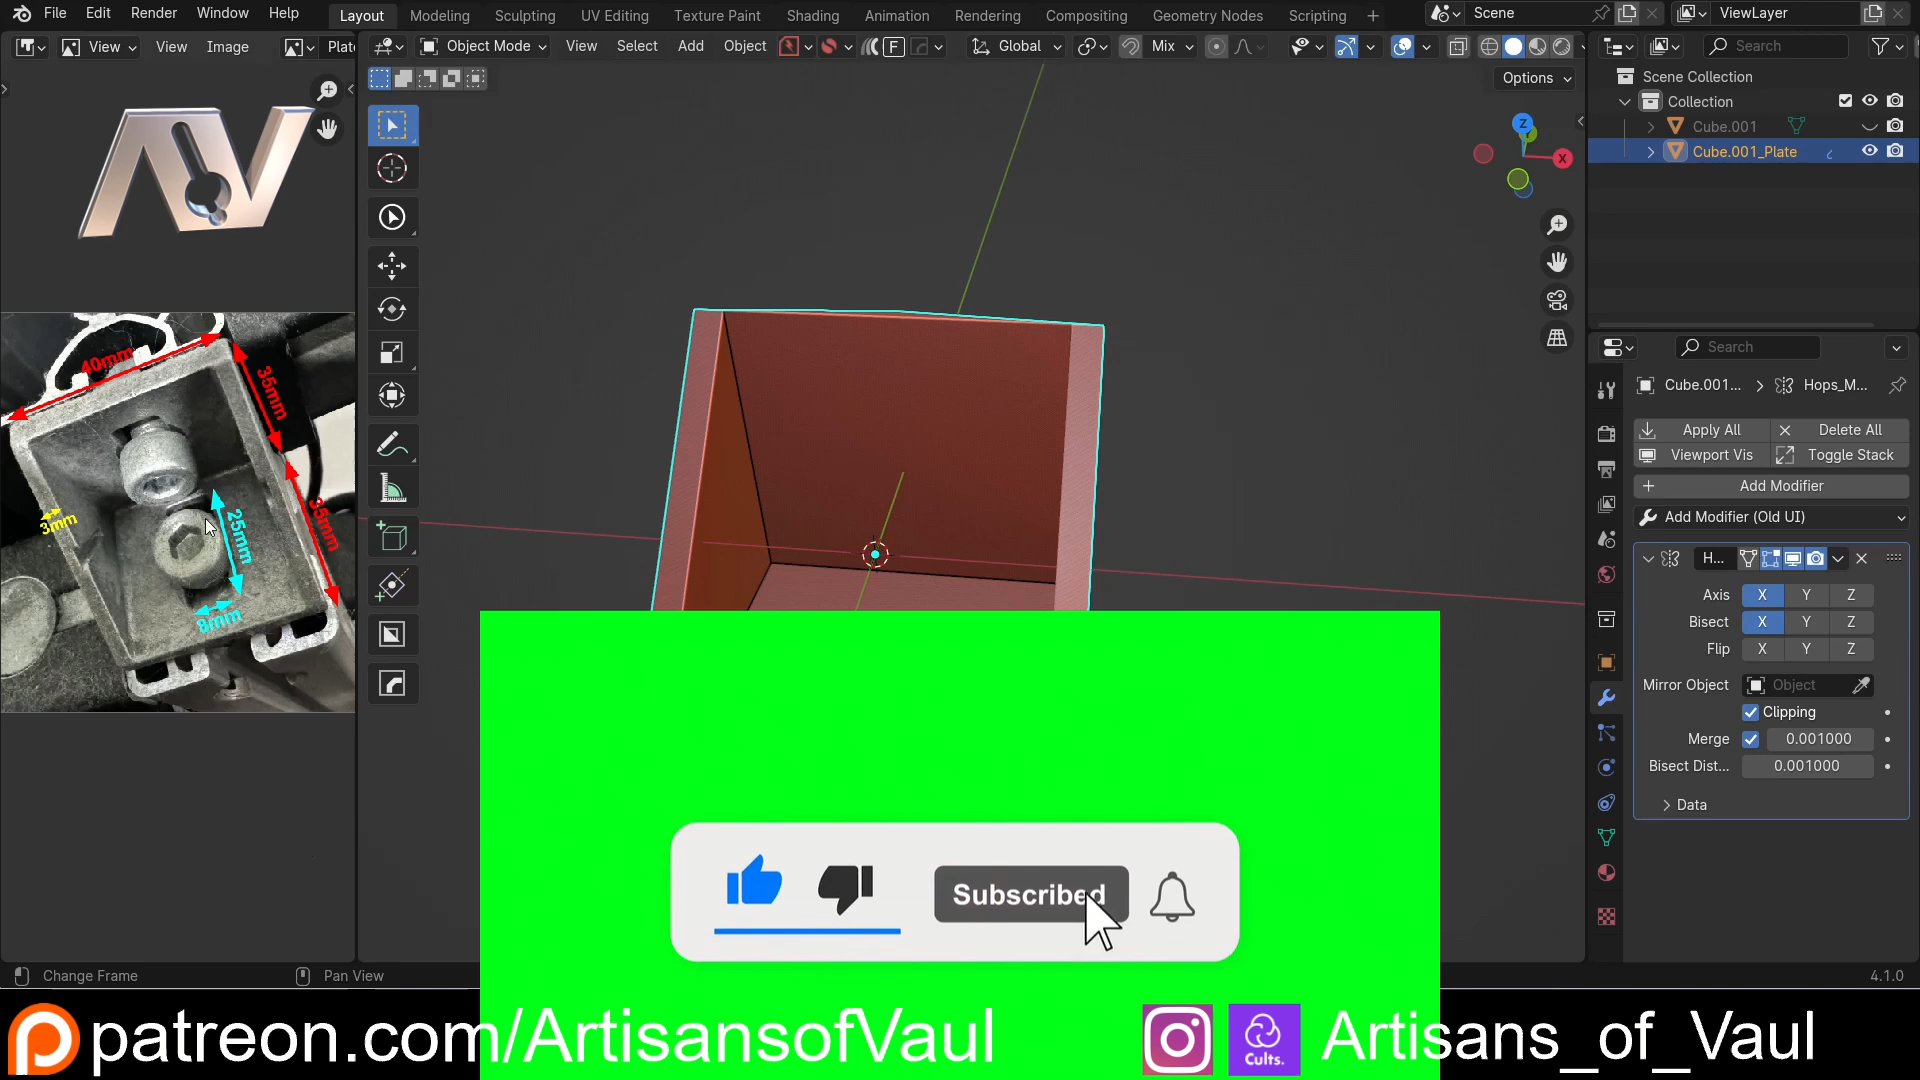 File Edit Render Window Help Layout Modeling Sculpting UV Editing Texture Paint Shading Animation Rendering Compositing Geometry Nodes Scripting + Scene ViewLayer
View View Image Plate Object Mode View Select Add Object F Global Mix Search
Options
Scene Collection
Collection
Cube.001
Cube.001_Plate
Z
X
40mm
35mm
35mm
25mm
3mm
8mm
Search
Cube.001... > Hops_M...
Apply All Delete All
Viewport Vis Toggle Stack
Add Modifier
Add Modifier (Old UI)
H...
Axis X Y Z
Bisect X Y Z
Flip X Y Z
Mirror Object Object
Clipping
Merge 0.001000
Bisect Dist... 0.001000
Data
Subscribed
Change Frame Pan View 4.1.0
patreon.com/ArtisansofVaul Cults. Artisans_of_Vaul